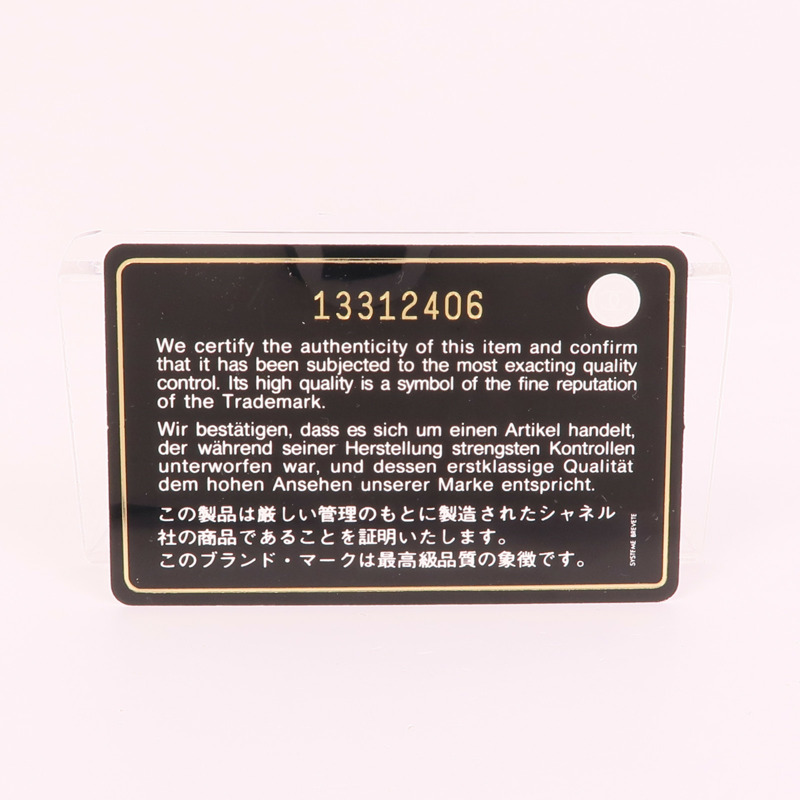 13312406
We certify the authenticity of this item and confirm
that it has been subjected to the most exacting quality
control. Its high quality is a symbol of the fine reputation
of the Trademark.
Wir bestätigen, dass es sich um einen Artikel handelt,
der während seiner Herstellung strengsten Kontrollen
unterworfen war, und dessen erstklassige Qualität
dem hohen Ansehen unserer Marke entspricht.
この製品は厳しい管理のもとに製造されたシャネル
社の商品であることを証明いたします。
このブランド・マークは最高級品質の象徴です。
SYSTEME BREVETE